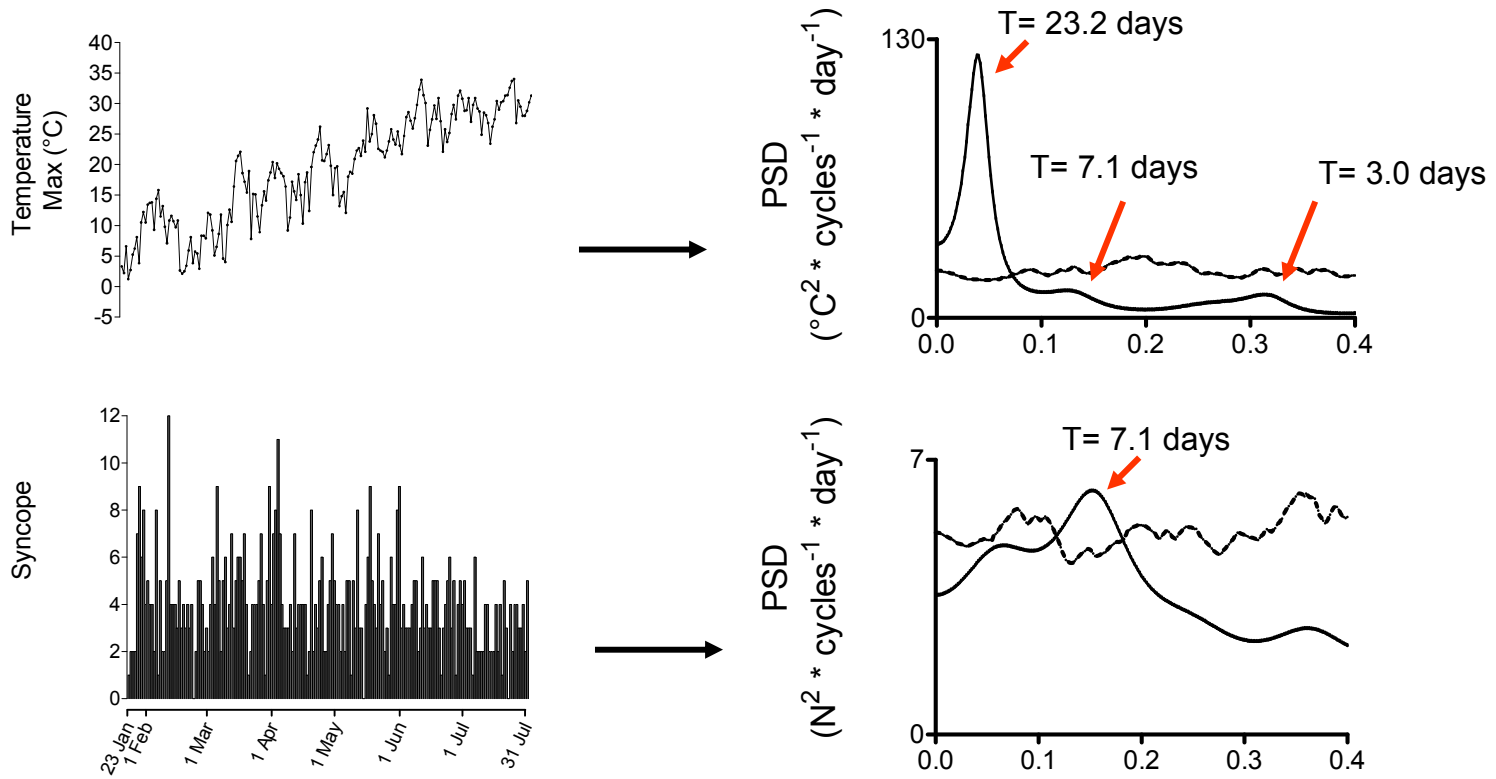 Temperature
Max (°C)
40
35
30
25
20
15
10
5
0
-5
PSD
(°C² * cycles⁻¹ * day⁻¹)
130
0
T= 23.2 days
T= 7.1 days
T= 3.0 days
0.0 0.1 0.2 0.3 0.4
Syncope
12
10
8
6
4
2
0
23 Jan
1 Feb
1 Mar
1 Apr
1 May
1 Jun
1 Jul
31 Jul
PSD
(N² * cycles⁻¹ * day⁻¹)
7
0
T= 7.1 days
0.0 0.1 0.2 0.3 0.4